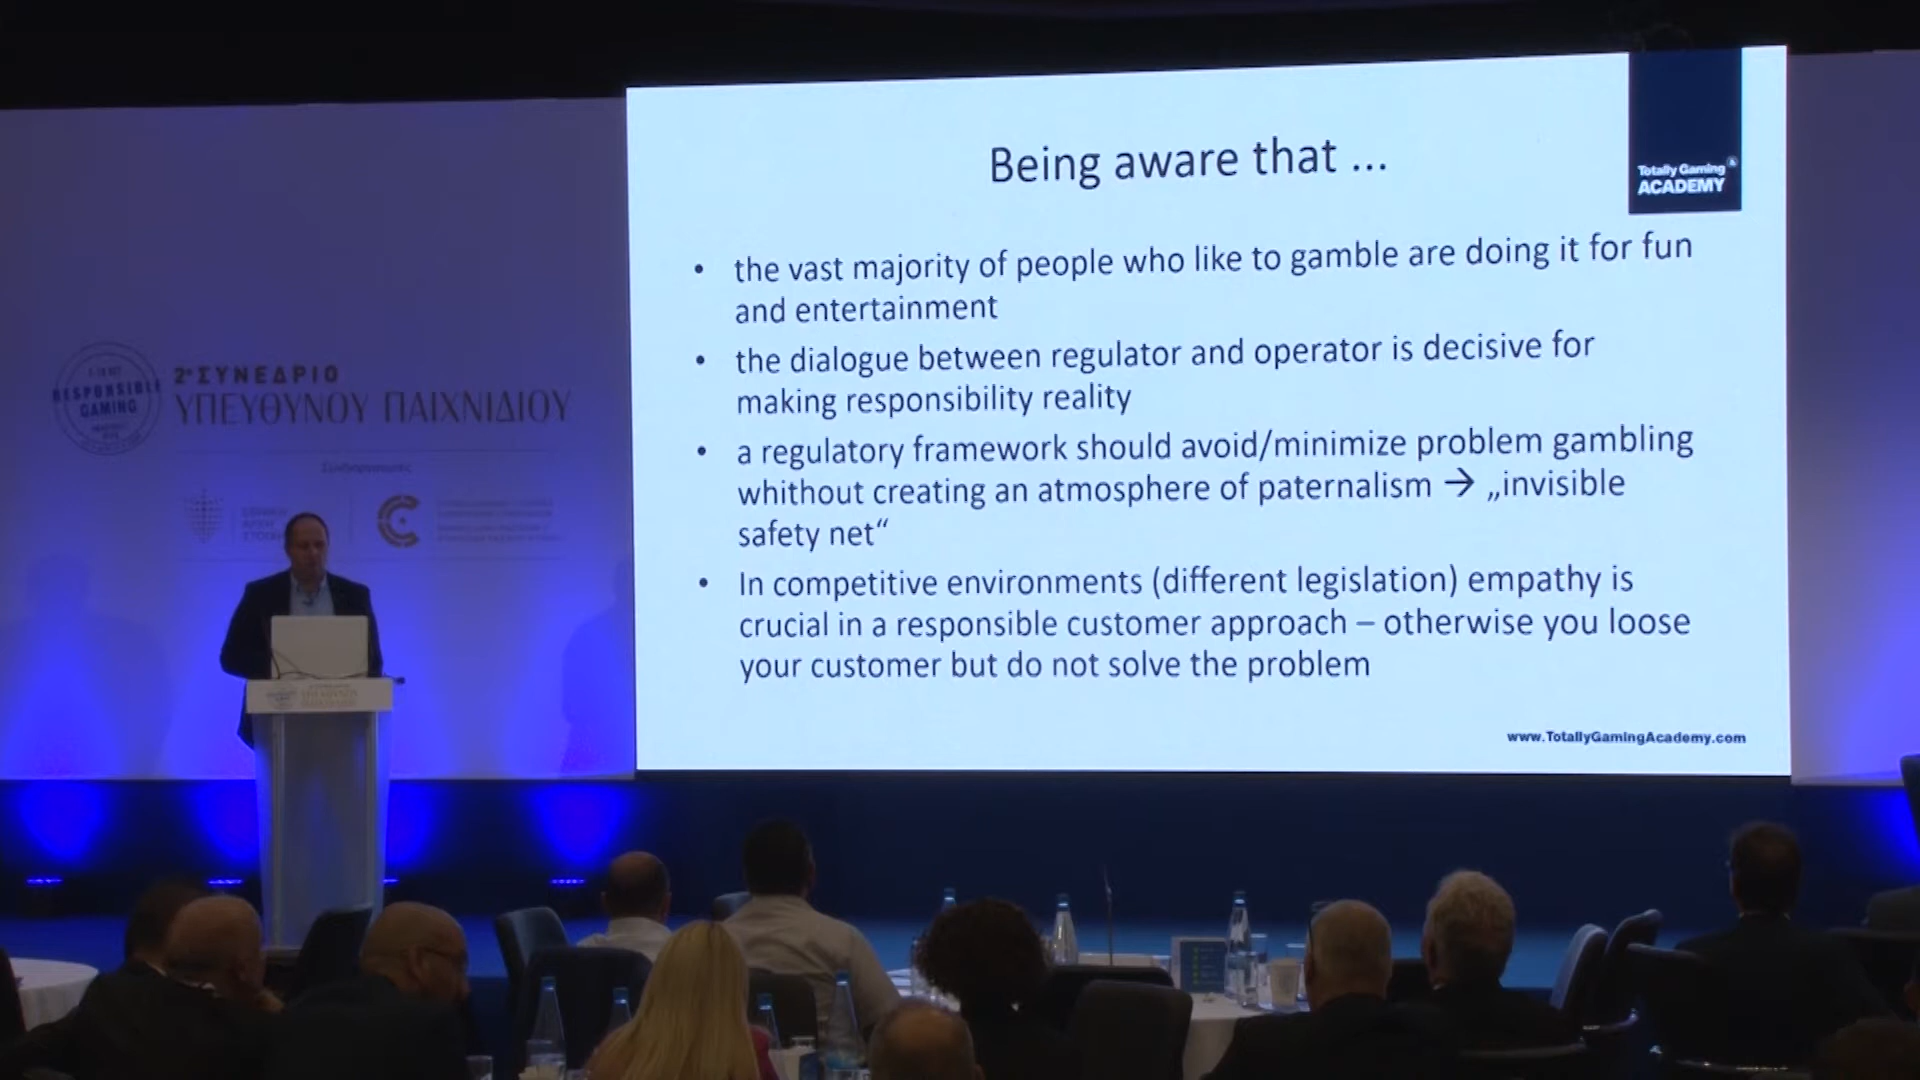 Being aware that ...
Totally Gaming
ACADEMY
• the vast majority of people who like to gamble are doing it for fun
and entertainment
• the dialogue between regulator and operator is decisive for
making responsibility reality
• a regulatory framework should avoid/minimize problem gambling
whithout creating an atmosphere of paternalism → „invisible
safety net“
• In competitive environments (different legislation) empathy is
crucial in a responsible customer approach – otherwise you loose
your customer but do not solve the problem
www.TotallyGamingAcademy.com
RESPONSIBLE
GAMING
2ο ΣΥΝΕΔΡΙΟ
ΥΠΕΥΘΥΝΟΥ ΠΑΙΧΝΙΔΙΟΥ